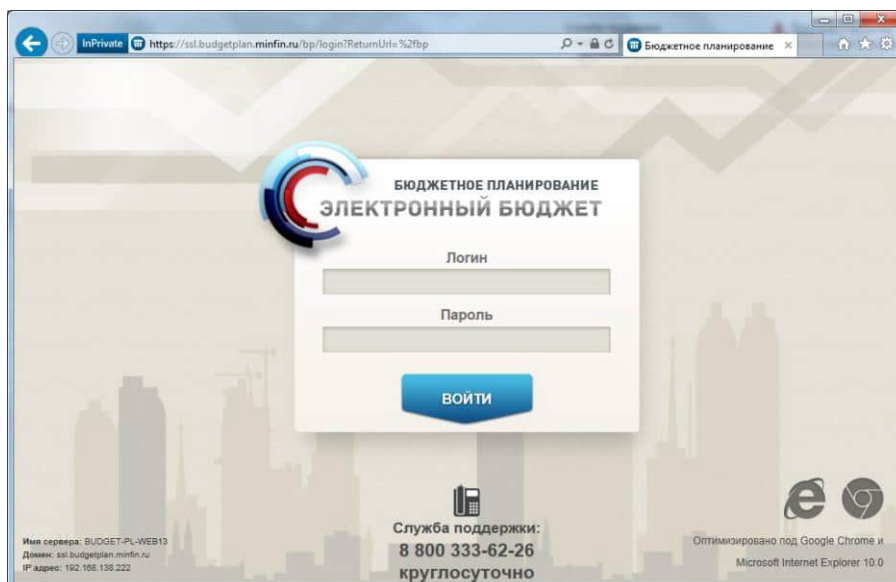 InPrivate https://ssl.budgetplan.minfin.ru/bp/login?ReturnUrl=%2fbp Бюджетное планирование
БЮДЖЕТНОЕ ПЛАНИРОВАНИЕ
ЭЛЕКТРОННЫЙ БЮДЖЕТ
Логин
Пароль
ВОЙТИ
Служба поддержки:
8 800 333-62-26
круглосуточно
Имя сервера: BUDGET-PL-WEB13
Домен: ssl.budgetplan.minfin.ru
IP адрес: 192.168.138.222
Оптимизировано под Google Chrome и
Microsoft Internet Explorer 10.0